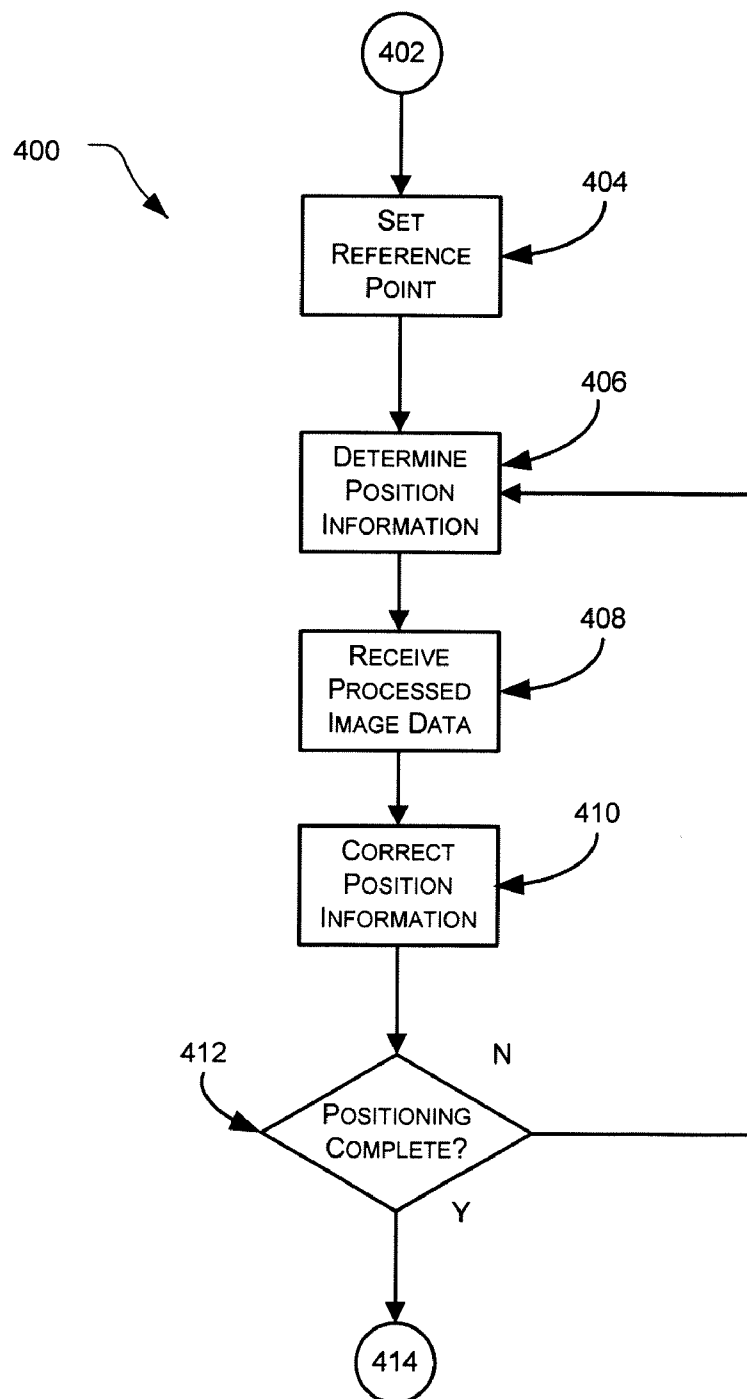 402
400
404
SET
REFERENCE
POINT
406
DETERMINE
POSITION
INFORMATION
408
RECEIVE
PROCESSED
IMAGE DATA
410
CORRECT
POSITION
INFORMATION
412
N
POSITIONING
COMPLETE?
Y
414